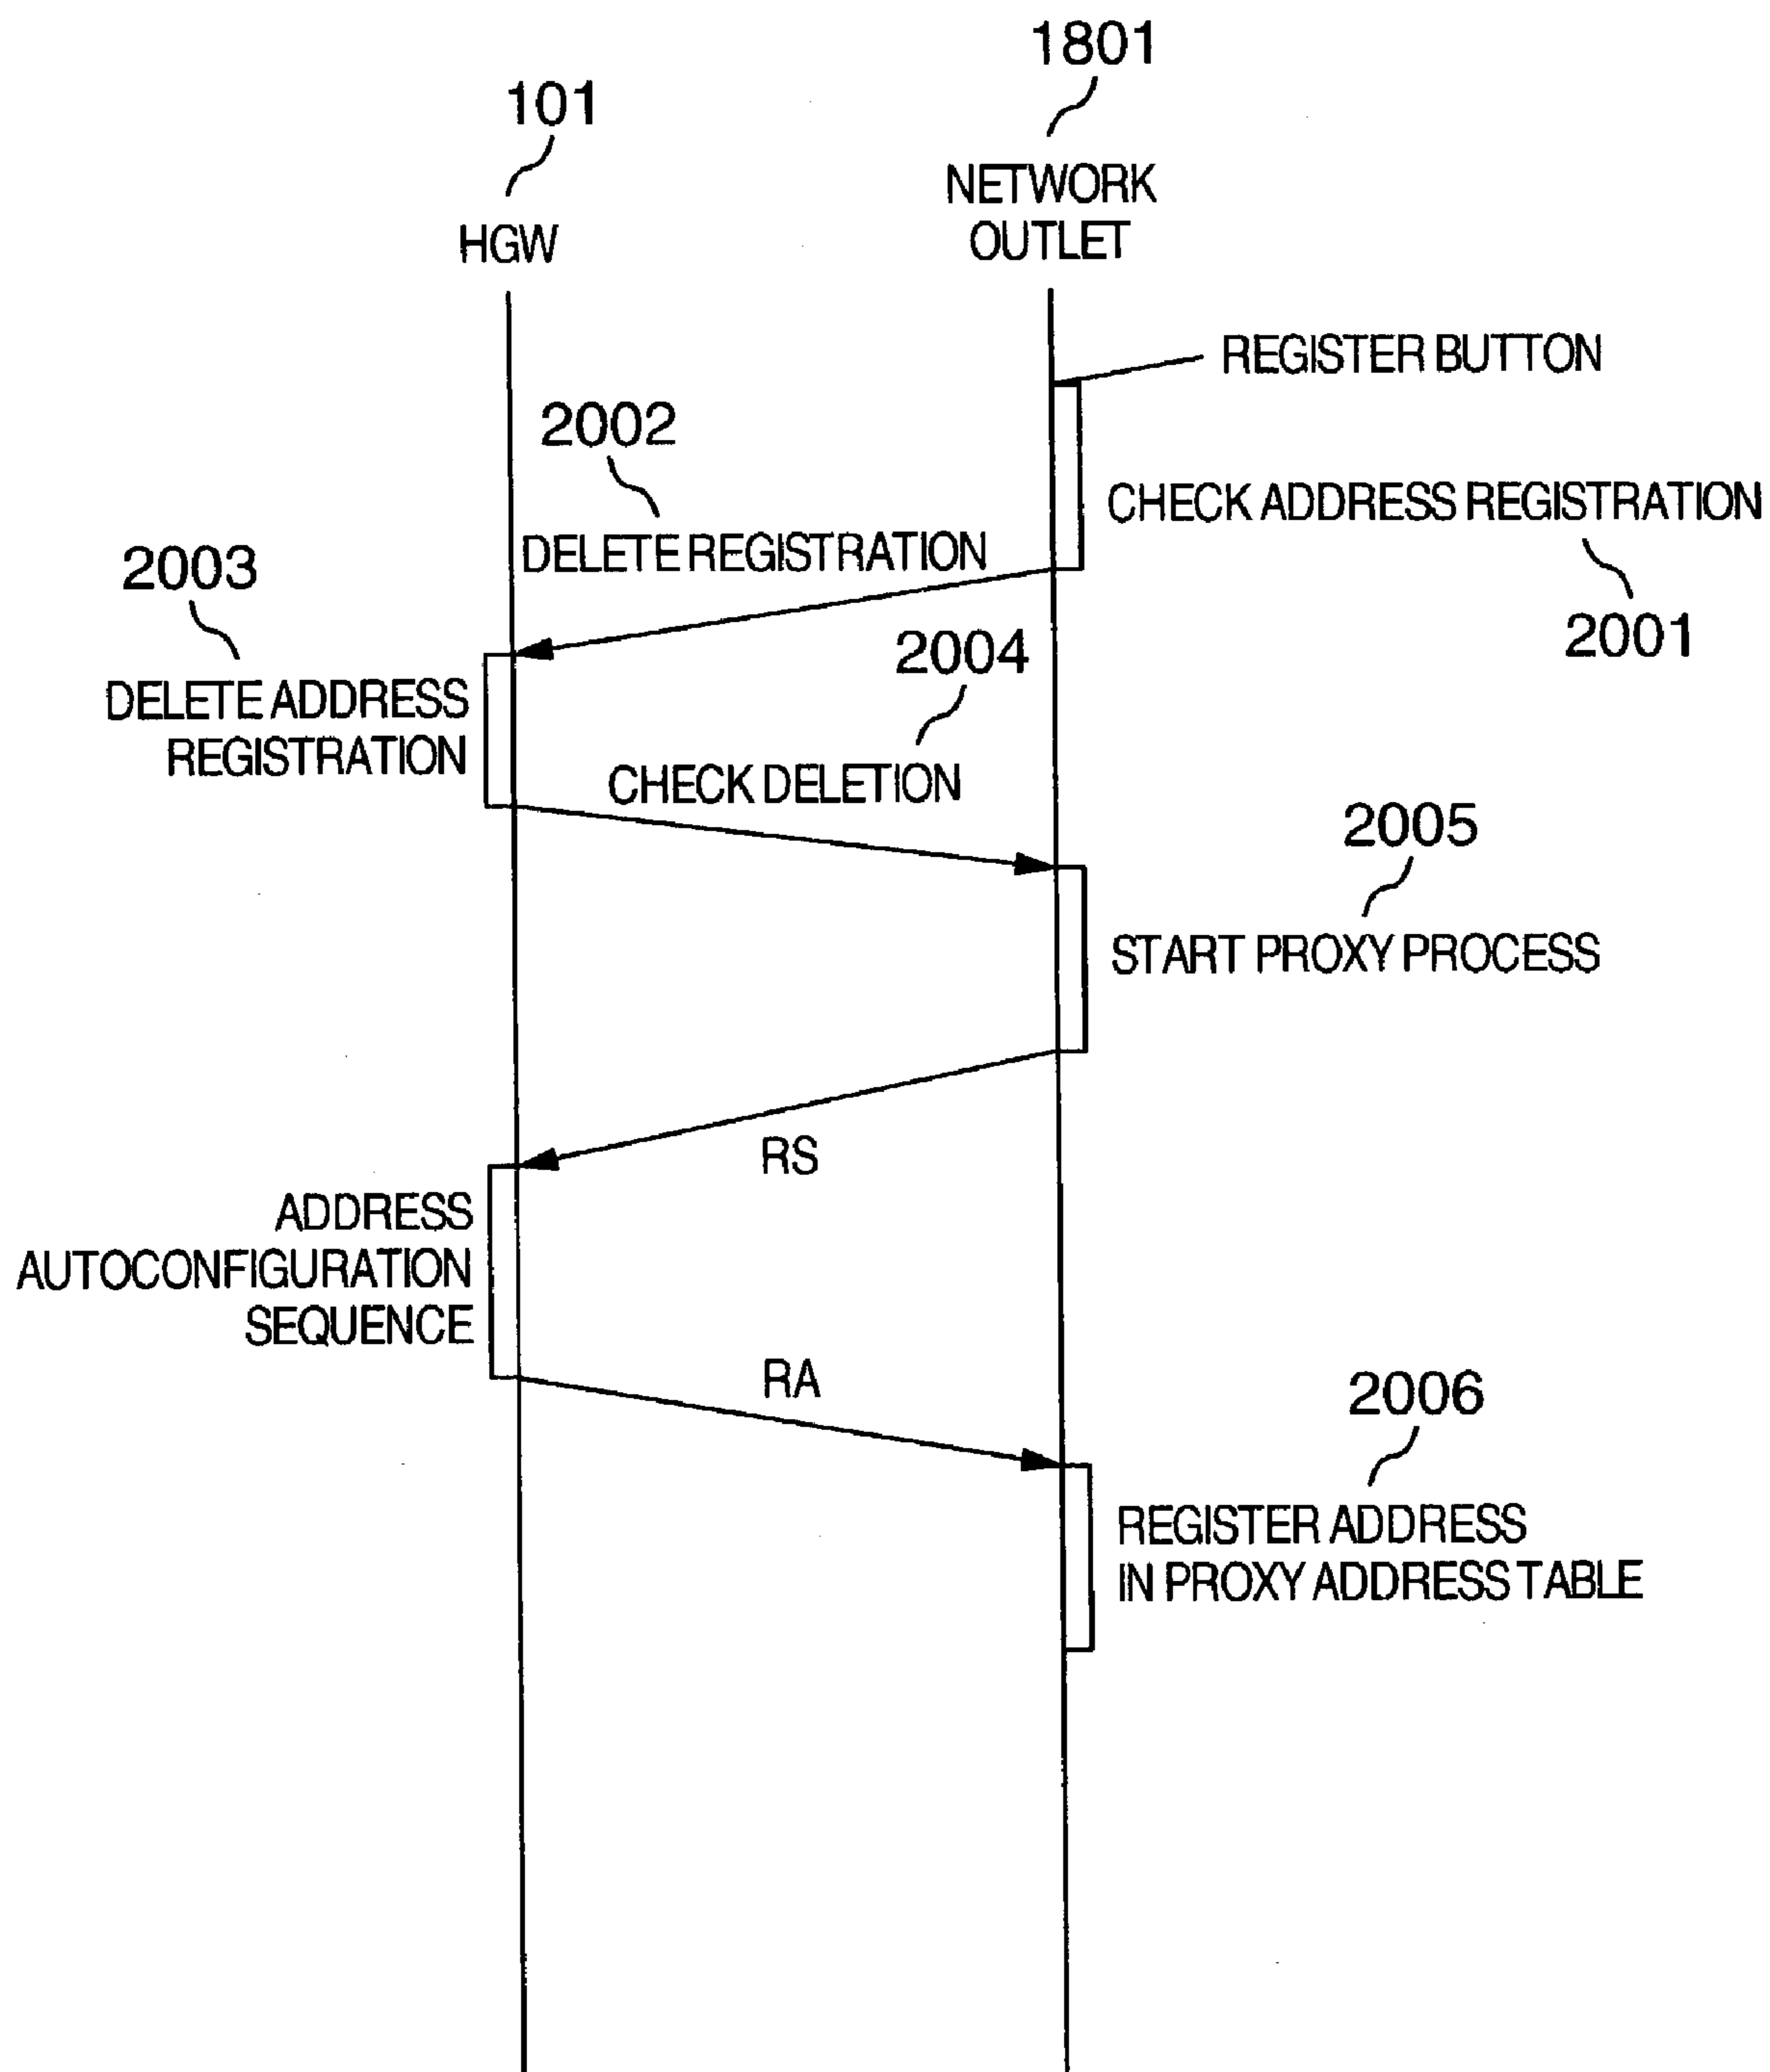 1801
101
NETWORK
OUTLET
HGW
REGISTER BUTTON
2002
CHECK ADDRESS REGISTRATION
DELETE REGISTRATION
2003
2001
2004
DELETE ADDRESS
REGISTRATION
CHECK DELETION
2005
START PROXY PROCESS
RS
ADDRESS
AUTOCONFIGURATION
SEQUENCE
RA
2006
REGISTER ADDRESS
IN PROXY ADDRESS TABLE